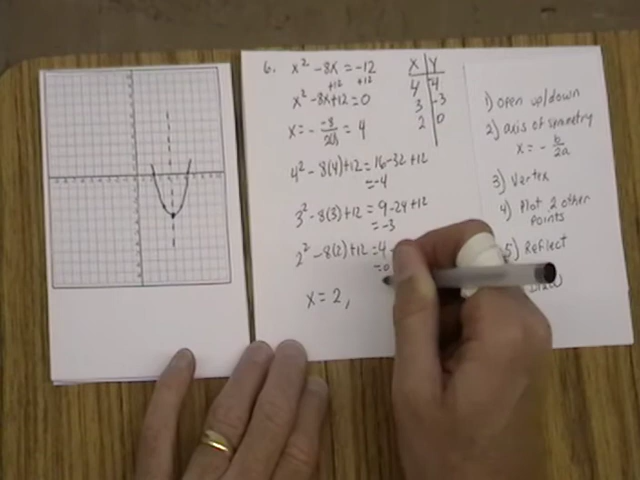 6. x² - 8x = -12
+12 +12
x² - 8x + 12 = 0
x = - -8/2(1) = 4
4² - 8(4) + 12 = 16 - 32 + 12
= -4
3² - 8(3) + 12 = 9 - 24 + 12
= -3
2² - 8(2) + 12 = 4
= 0
x = 2,
X Y
4 -4
3 -3
2 0
1) open up/down
2) axis of symmetry
x = - b/2a
3) Vertex
4) Plot 2 other
points
5) Reflect